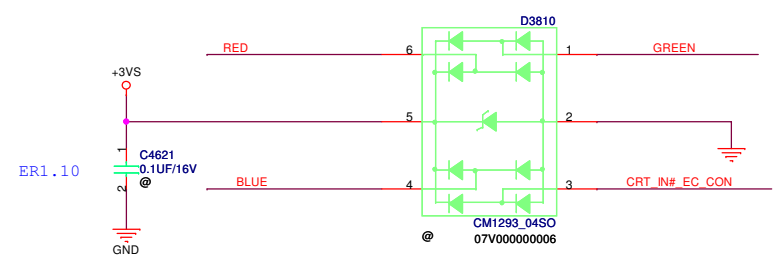 D3810
RED
6
1
GREEN
+3VS
5
2
1
C4621
0.1UF/16V
@
2
ER1.10
BLUE
4
3
CRT_IN#_EC_CON
GND
CM1293_04SO
@
07V000000006